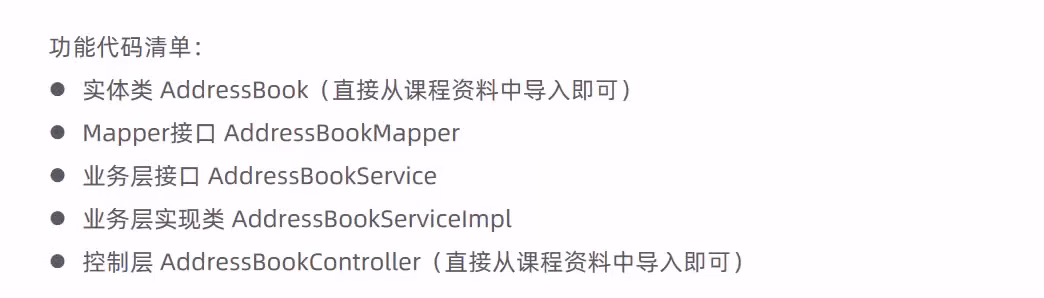 功能代码清单：
● 实体类 AddressBook（直接从课程资料中导入即可）
● Mapper接口 AddressBookMapper
● 业务层接口 AddressBookService
● 业务层实现类 AddressBookServiceImpl
● 控制层 AddressBookController（直接从课程资料中导入即可）